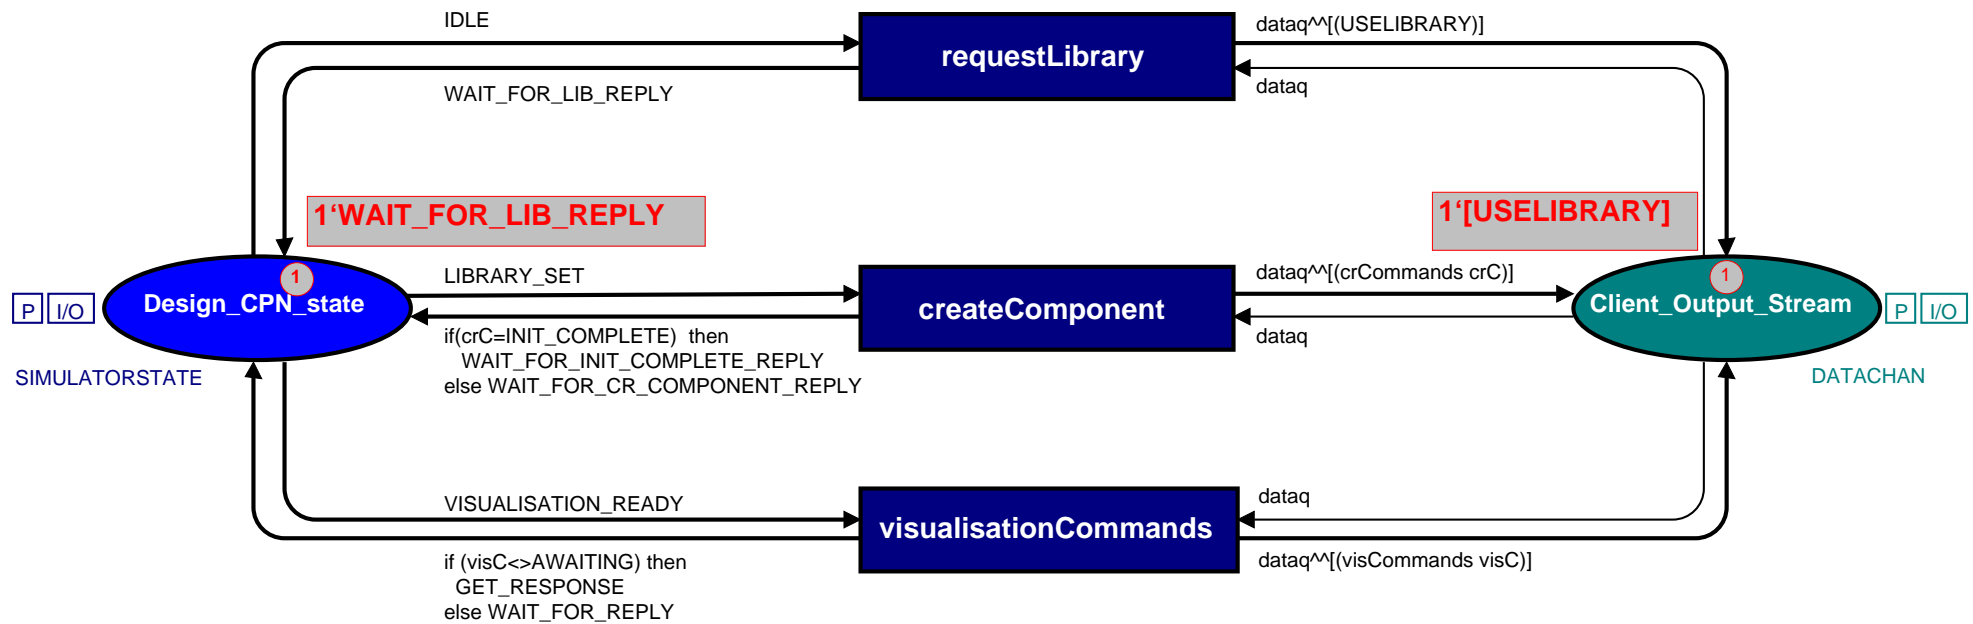 IDLE
dataq^^[(USELIBRARY)]
requestLibrary
WAIT_FOR_LIB_REPLY
dataq
1‘WAIT_FOR_LIB_REPLY
1‘[USELIBRARY]
LIBRARY_SET
dataq^^[(crCommands crC)]
1
1
P I/O
Design_CPN_state
createComponent
Client_Output_Stream
P I/O
if(crC=INIT_COMPLETE) then
WAIT_FOR_INIT_COMPLETE_REPLY
else WAIT_FOR_CR_COMPONENT_REPLY
dataq
SIMULATORSTATE
DATACHAN
VISUALISATION_READY
dataq
visualisationCommands
if (visC<>AWAITING) then
GET_RESPONSE
else WAIT_FOR_REPLY
dataq^^[(visCommands visC)]